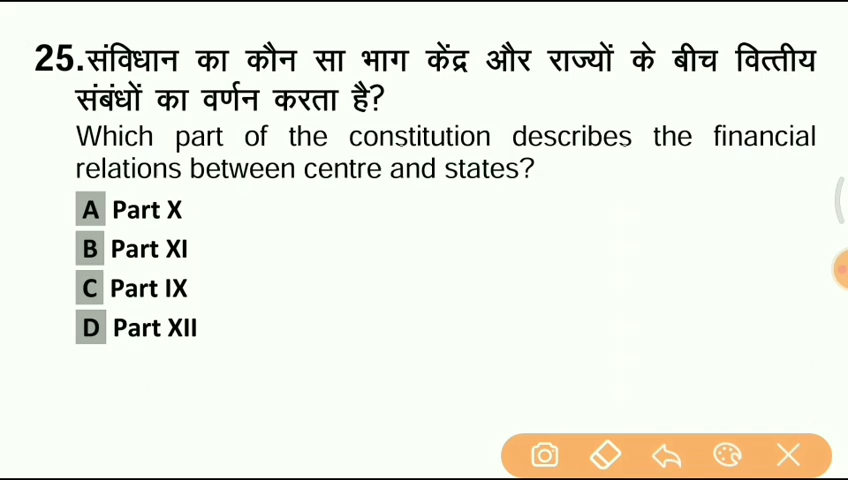 25.संविधान का कौन सा भाग केंद्र और राज्यों के बीच वित्तीय
संबंधों का वर्णन करता है?
Which part of the constitution describes the financial
relations between centre and states?
A Part X
B Part XI
C Part IX
D Part XII